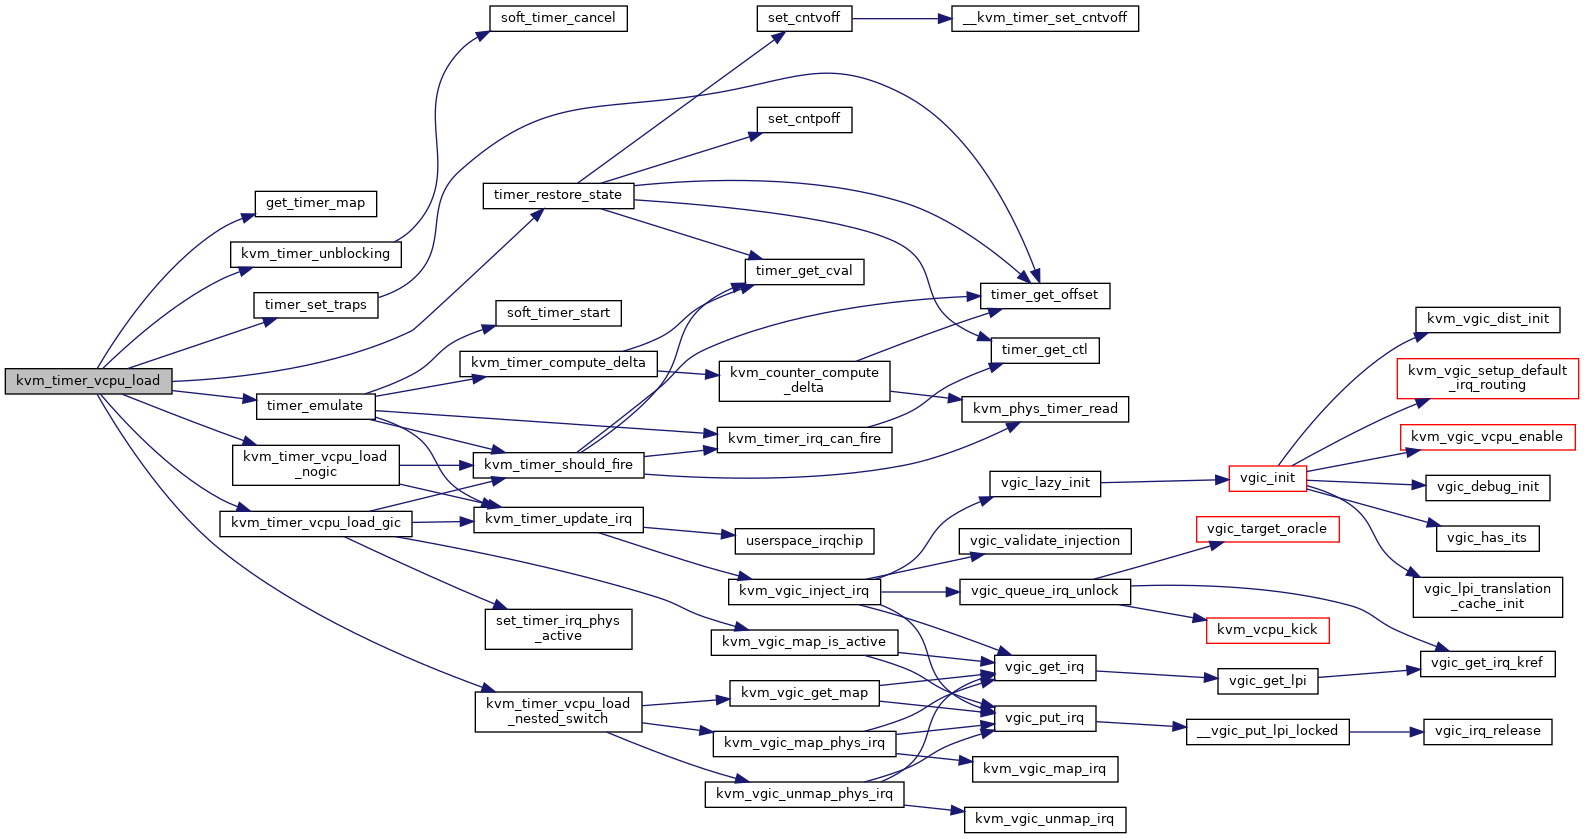 soft_timer_cancel
set_cntvoff
__kvm_timer_set_cntvoff
set_cntpoff
get_timer_map
timer_restore_state
kvm_timer_unblocking
timer_get_cval
timer_set_traps
timer_get_offset
soft_timer_start
kvm_vgic_dist_init
timer_get_ctl
kvm_timer_compute_delta
kvm_timer_vcpu_load
kvm_counter_compute
_delta
kvm_vgic_setup_default
_irq_routing
timer_emulate
kvm_phys_timer_read
kvm_timer_irq_can_fire
kvm_vgic_vcpu_enable
kvm_timer_vcpu_load
_nogic
kvm_timer_should_fire
vgic_lazy_init
vgic_init
vgic_debug_init
kvm_timer_vcpu_load_gic
kvm_timer_update_irq
userspace_irqchip
vgic_validate_injection
vgic_target_oracle
vgic_has_its
kvm_vgic_inject_irq
vgic_queue_irq_unlock
vgic_lpi_translation
_cache_init
set_timer_irq_phys
_active
kvm_vgic_map_is_active
kvm_vcpu_kick
vgic_get_irq
vgic_get_lpi
vgic_get_irq_kref
kvm_timer_vcpu_load
_nested_switch
kvm_vgic_get_map
vgic_put_irq
__vgic_put_lpi_locked
vgic_irq_release
kvm_vgic_map_phys_irq
kvm_vgic_map_irq
kvm_vgic_unmap_phys_irq
kvm_vgic_unmap_irq